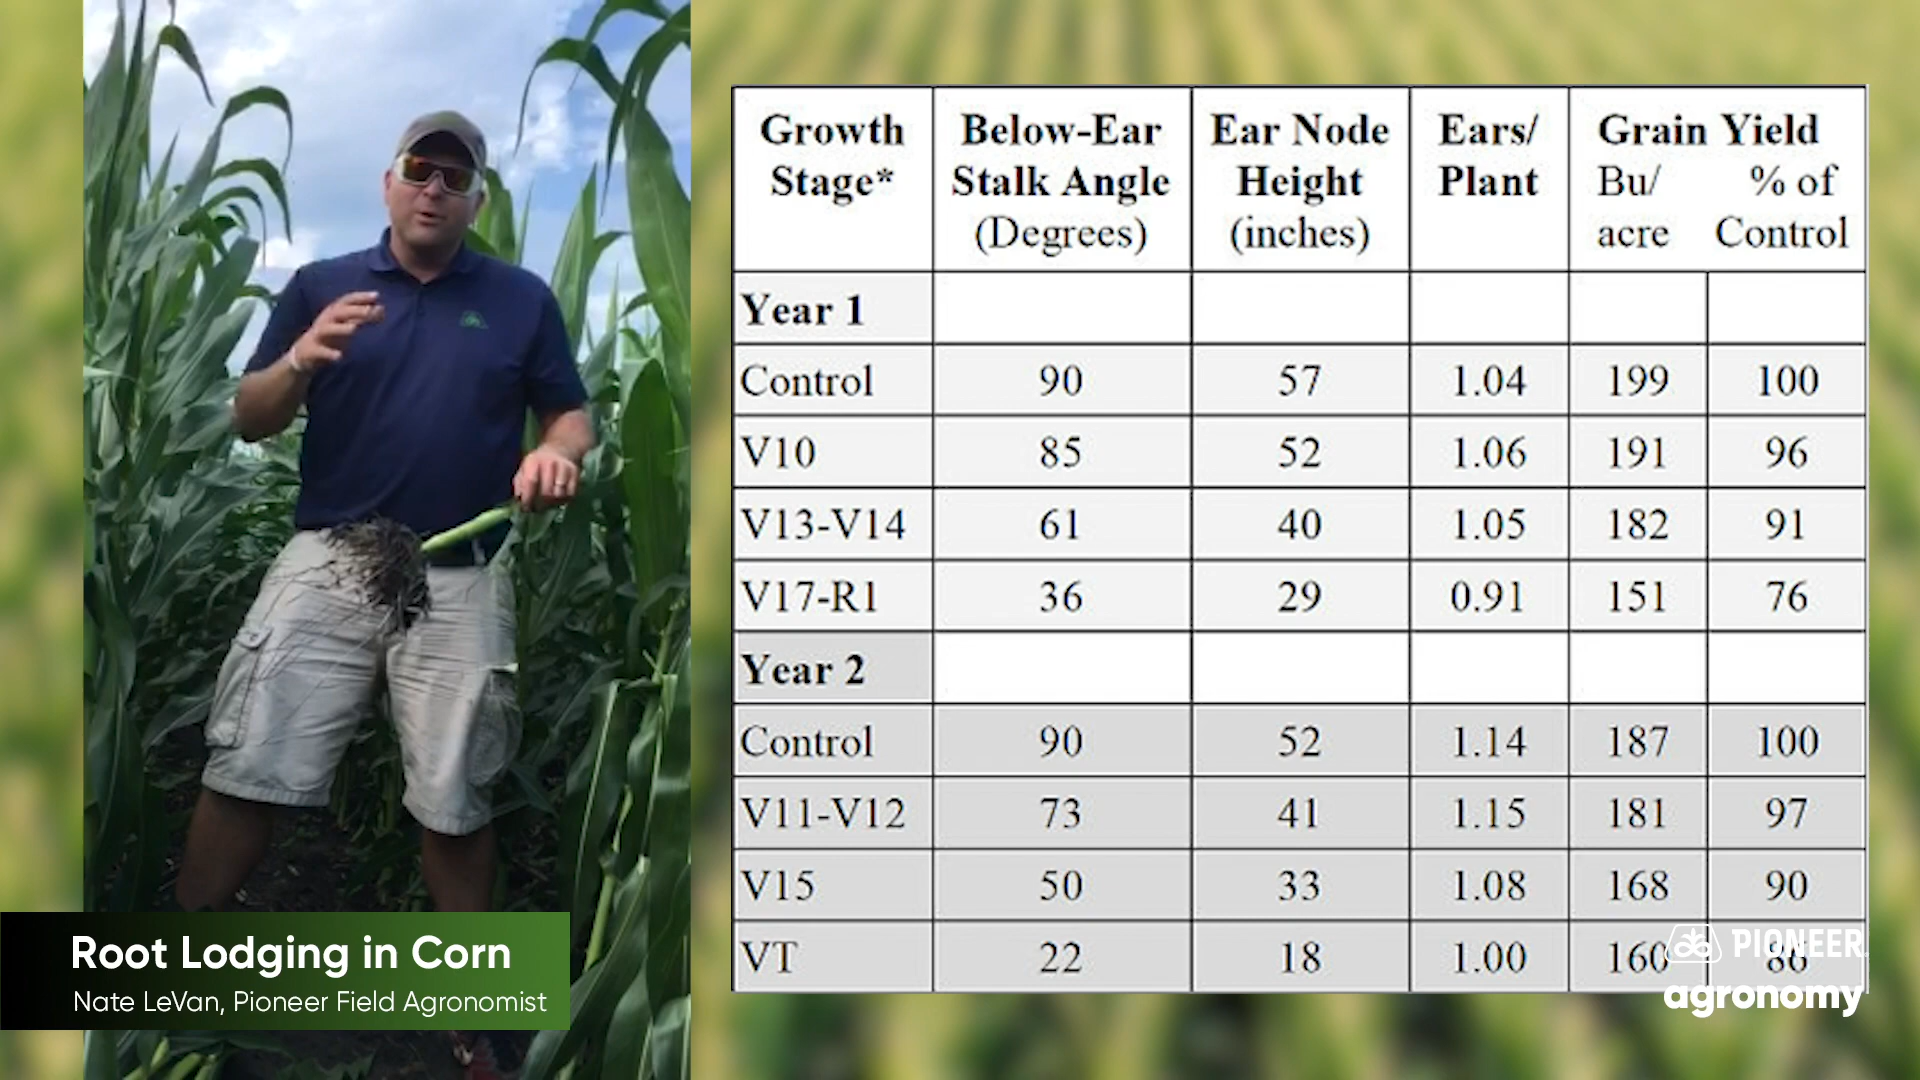 Growth Stage* Below-Ear Stalk Angle (Degrees) Ear Node Height (inches) Ears/ Plant Grain Yield Bu/ acre % of Control
Year 1
Control 90 57 1.04 199 100
V10 85 52 1.06 191 96
V13-V14 61 40 1.05 182 91
V17-R1 36 29 0.91 151 76
Year 2
Control 90 52 1.14 187 100
V11-V12 73 41 1.15 181 97
V15 50 33 1.08 168 90
VT 22 18 1.00 160 86
PIONEER
agronomy
Root Lodging in Corn
Nate LeVan, Pioneer Field Agronomist